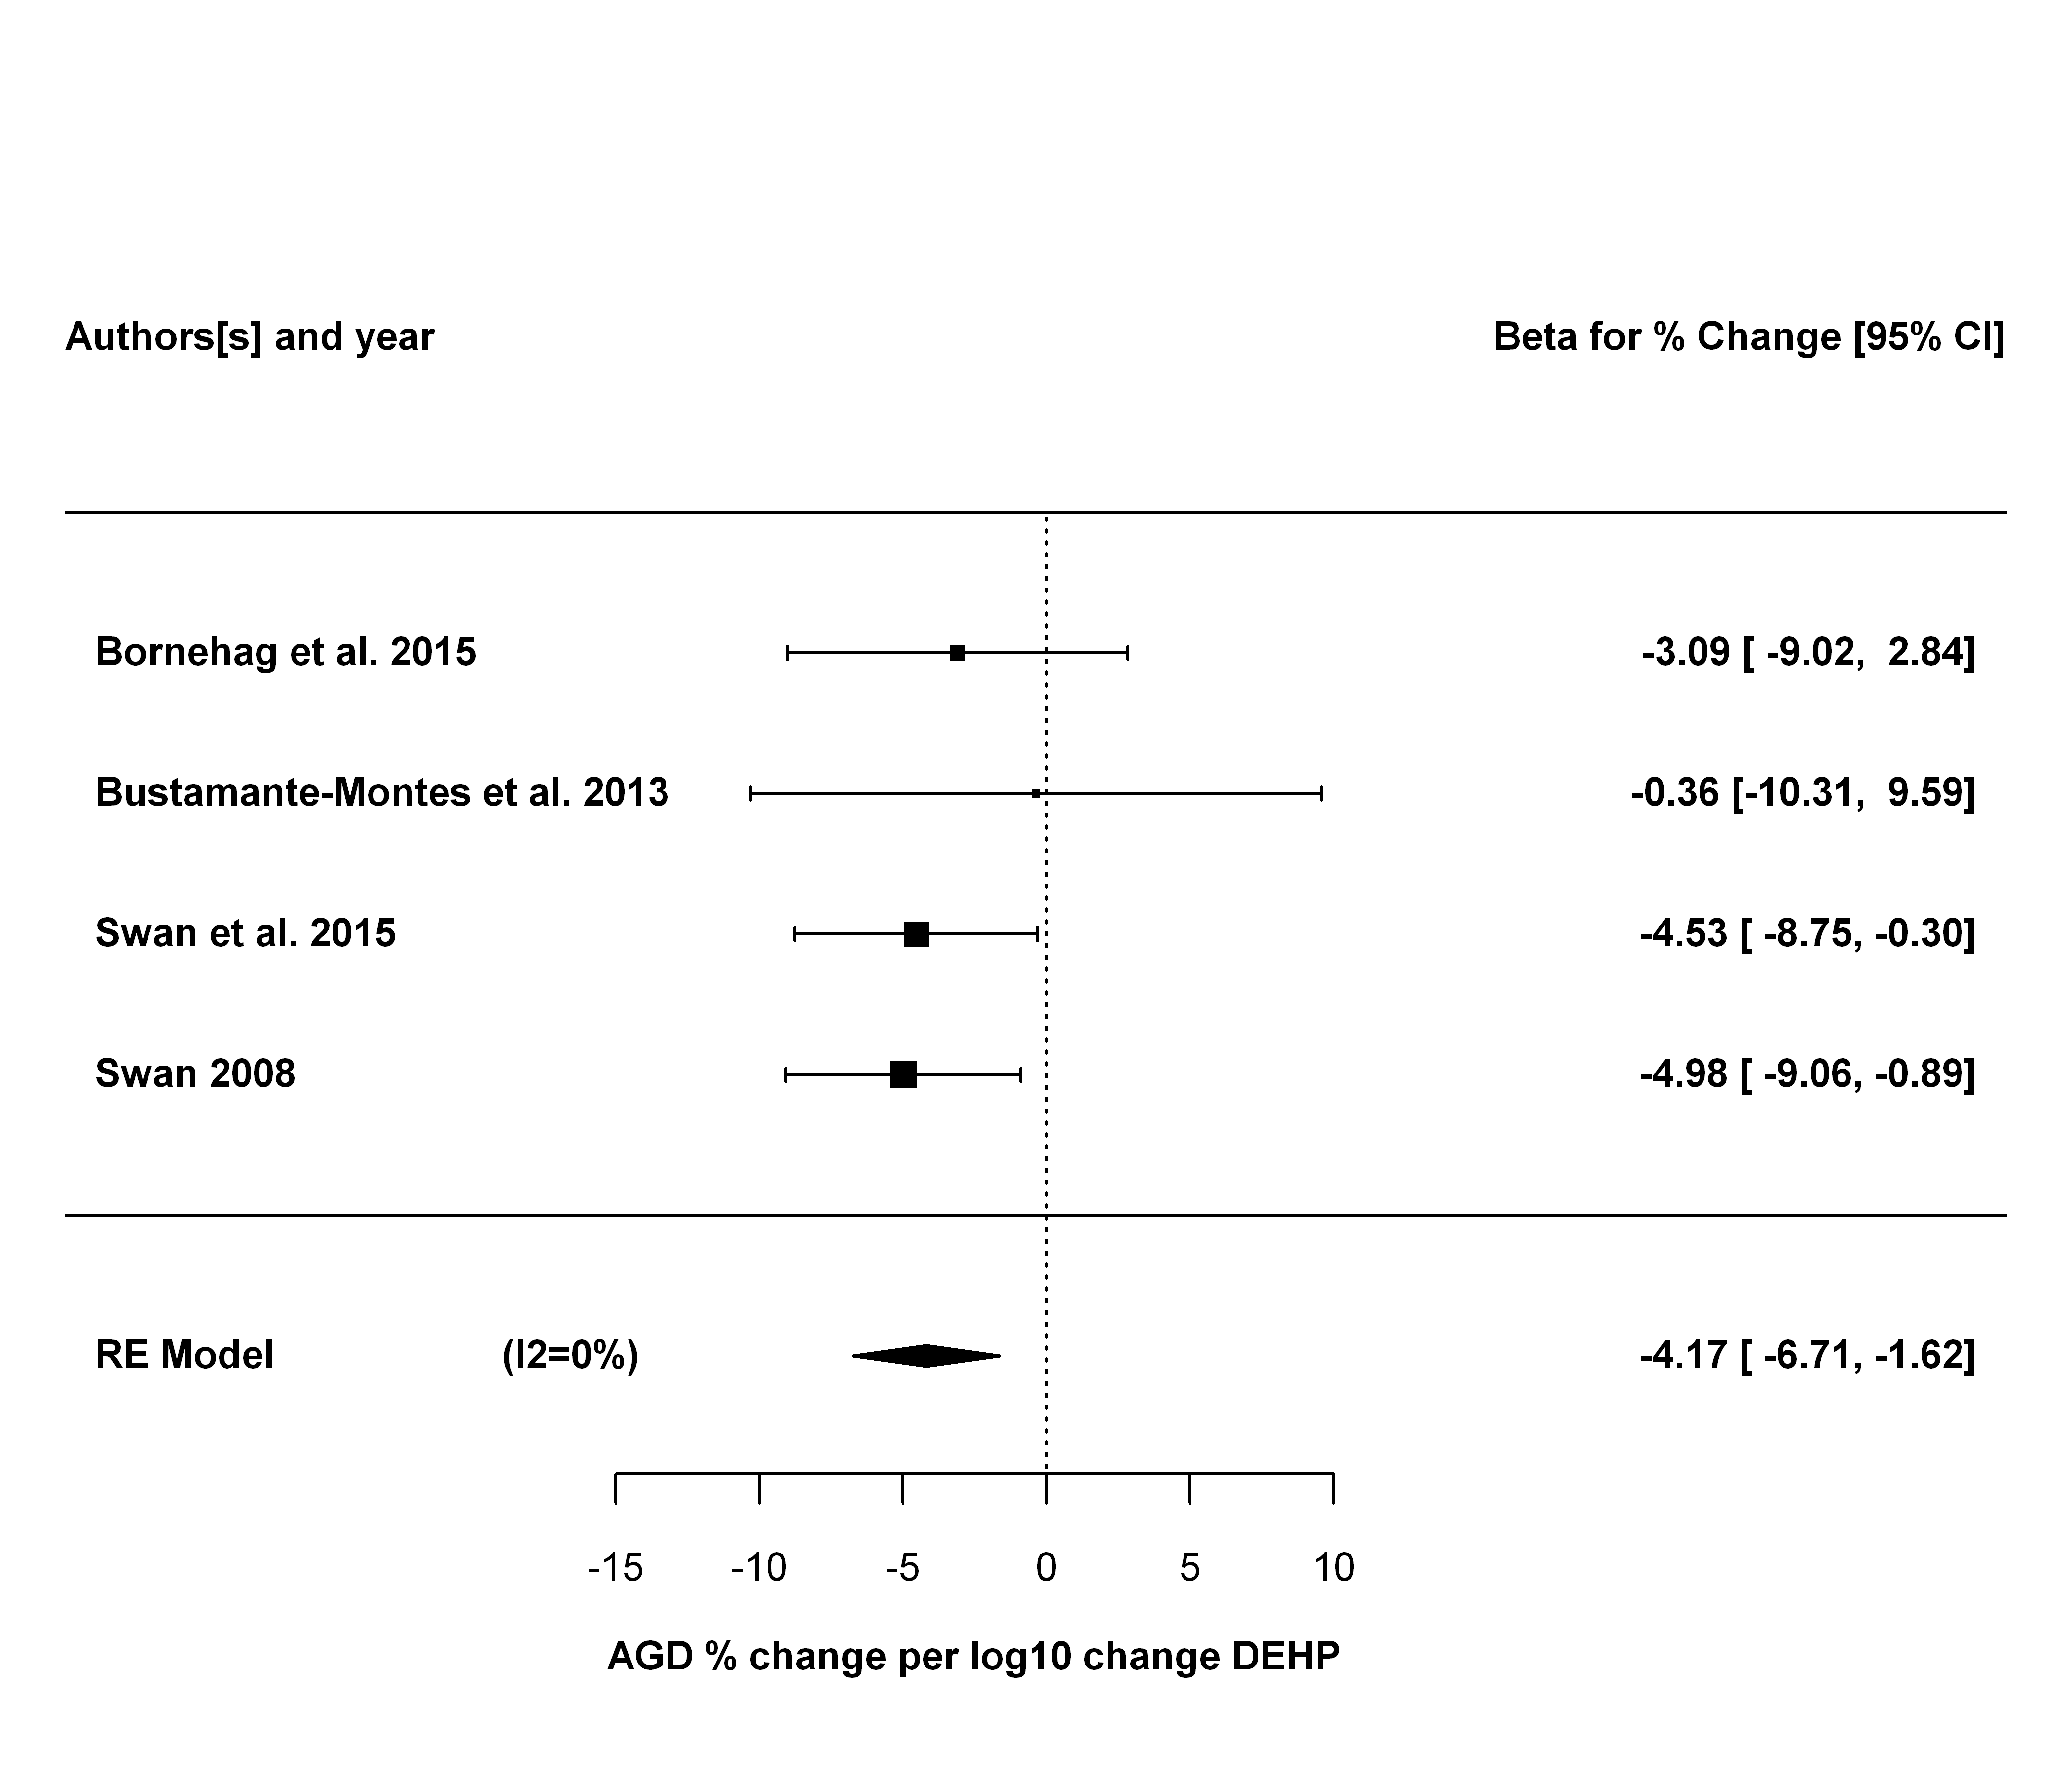 Authors[s] and year Beta for % Change [95% CI]
Bornehag et al. 2015 -3.09 [ -9.02, 2.84]
Bustamante-Montes et al. 2013 -0.36 [-10.31, 9.59]
Swan et al. 2015 -4.53 [ -8.75, -0.30]
Swan 2008 -4.98 [ -9.06, -0.89]
RE Model (I2=0%) -4.17 [ -6.71, -1.62]
-15 -10 -5 0 5 10
AGD % change per log10 change DEHP